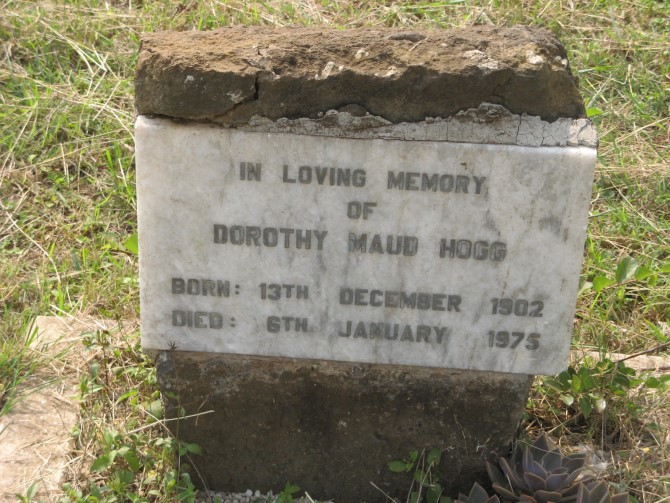 IN LOVING MEMORY
OF
DOROTHY MAUD HOGG
BORN: 13TH DECEMBER 1902
DIED: 6TH JANUARY 1975